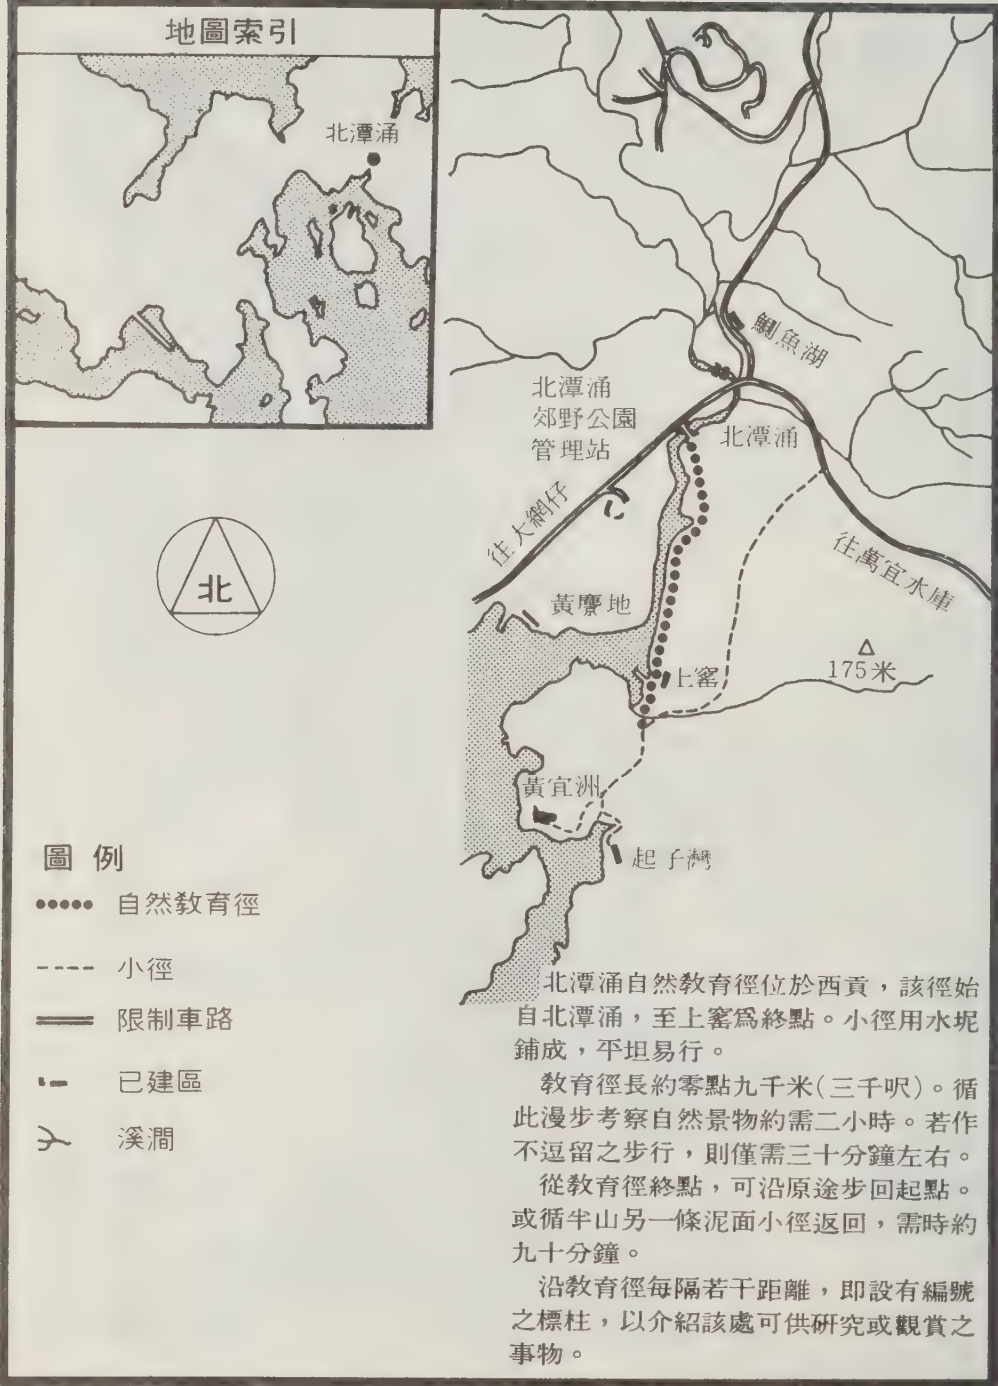 地圖索引
北潭涌
鯽魚湖
北潭涌
郊野公園
管理站
北潭涌
往大網仔
往萬宜水庫
黃麖地
上窰
175米
北
黃宜洲
起子灣
圖例
自然教育徑
小徑
限制車路
已建區
溪澗
北潭涌自然教育徑位於西貢，該徑始
自北潭涌，至上窰爲終點。小徑用水坭
鋪成，平坦易行。
教育徑長約零點九千米(三千呎)。循
此漫步考察自然景物約需二小時。若作
不逗留之步行，則僅需三十分鐘左右。
從教育徑終點，可沿原途步回起點。
或循半山另一條泥面小徑返回，需時約
九十分鐘。
沿教育徑每隔若干距離，即設有編號
之標柱，以介紹該處可供研究或觀賞之
事物。